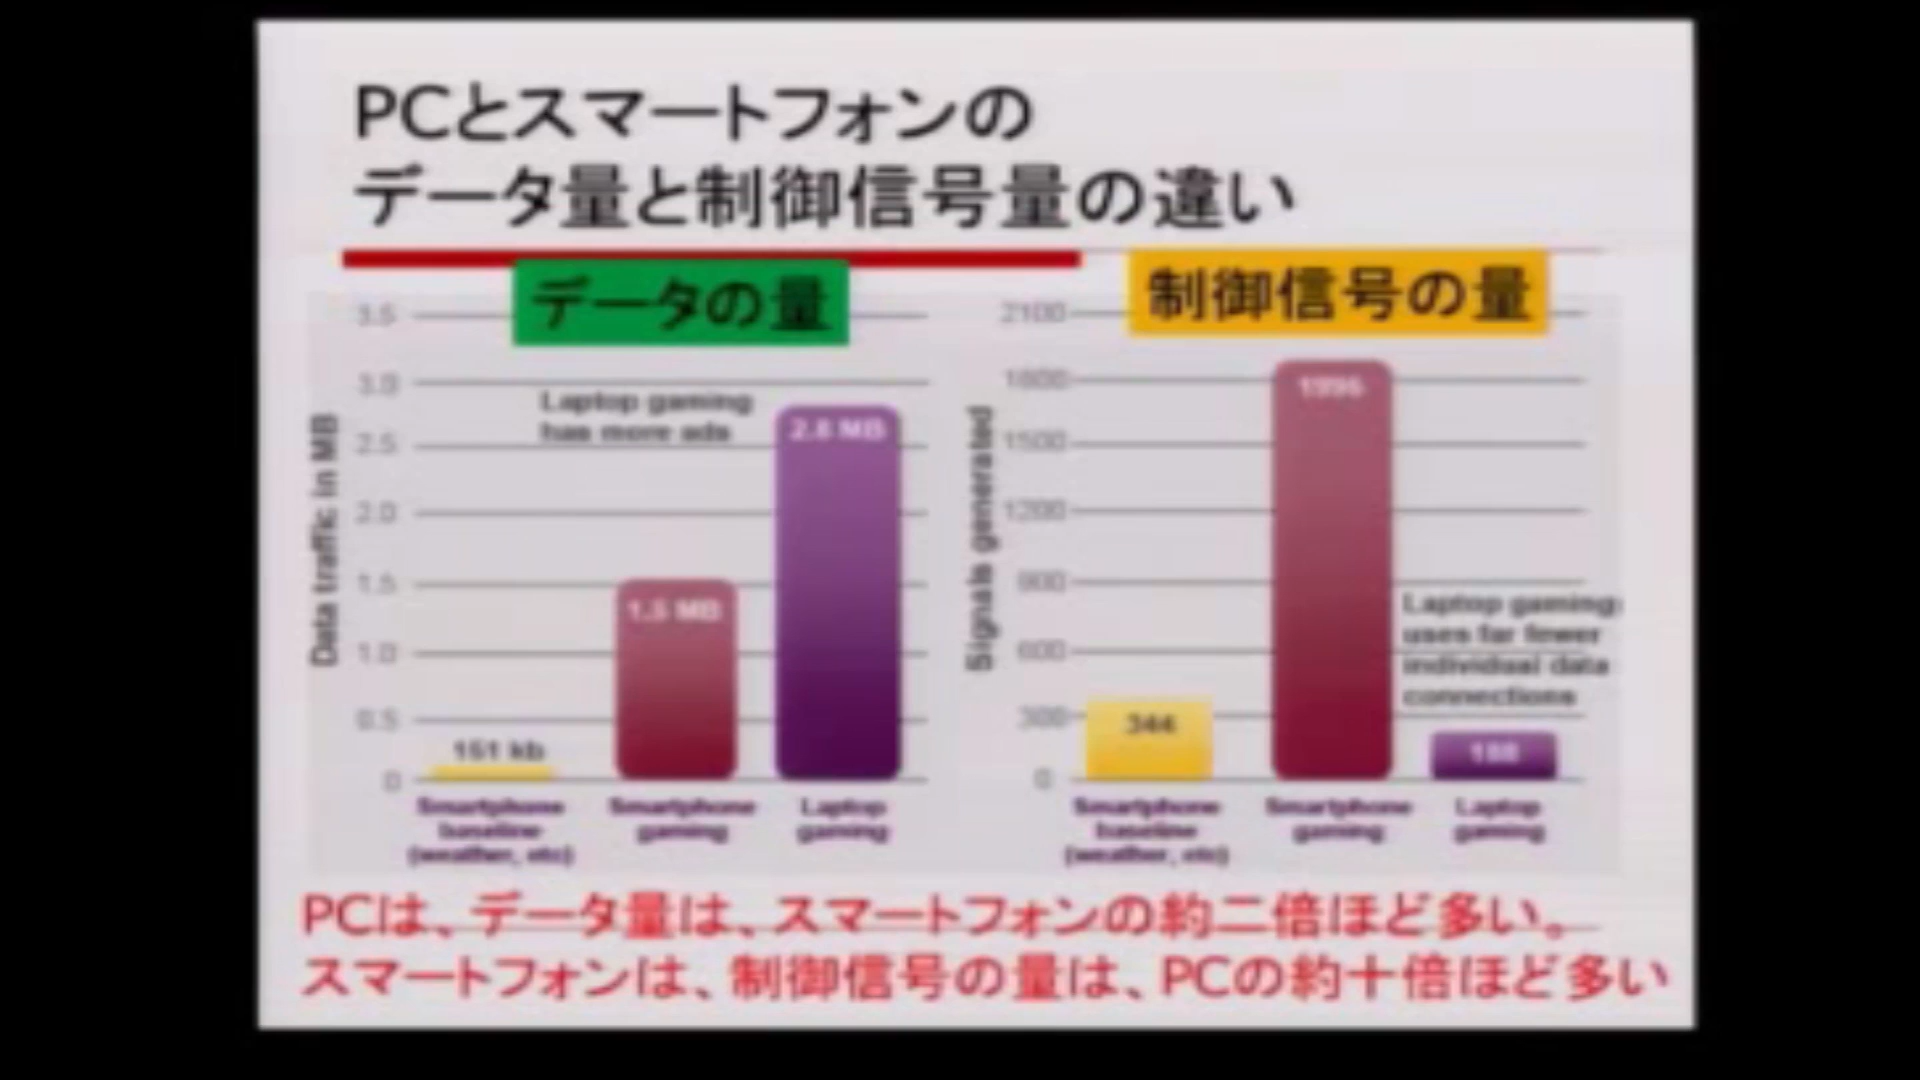 PCとスマートフォンの
データ量と制御信号量の違い
データの量
制御信号の量
3.5
3.0
2.5
2.0
1.5
1.0
0.5
0
Data traffic in MB
Laptop gaming
has more ads
151 kb
1.5 MB
2.8 MB
Smartphone
baseline
(weather, etc)
Smartphone
gaming
Laptop
gaming
2100
1800
1500
1200
900
600
300
0
Signals generated
344
1996
188
Laptop gaming
uses far fewer
individual data
connections
Smartphone
baseline
(weather, etc)
Smartphone
gaming
Laptop
gaming
PCは、データ量は、スマートフォンの約二倍ほど多い。
スマートフォンは、制御信号の量は、PCの約十倍ほど多い